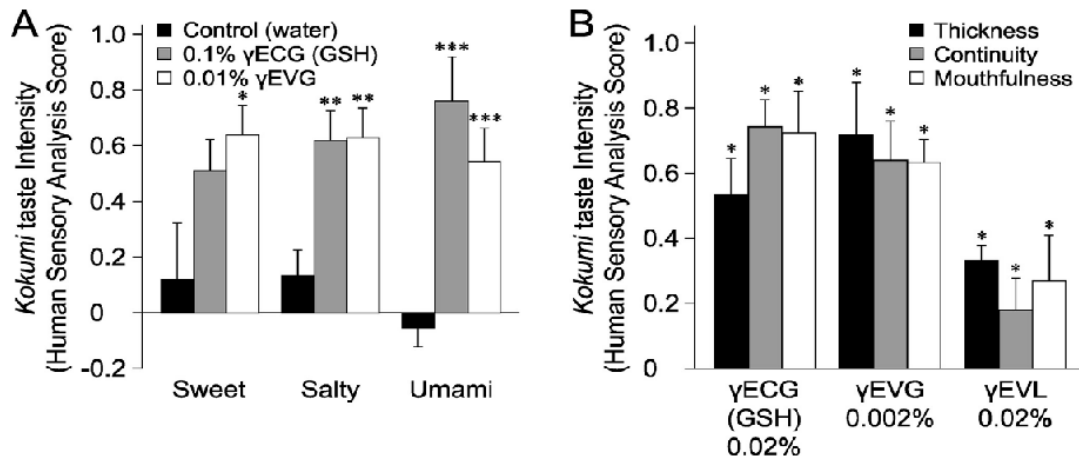 A
Kokumi taste Intensity
(Human Sensory Analysis Score)
1.0
0.8
0.6
0.4
0.2
0
-0.2
Control (water)
0.1% γECG (GSH)
0.01% γEVG
*
**
**
***
***
Sweet
Salty
Umami
B
Kokumi taste Intensity
(Human Sensory Analysis Score)
1.0
0.8
0.6
0.4
0.2
0
Thickness
Continuity
Mouthfulness
*
*
*
*
*
*
*
*
*
γECG
(GSH)
0.02%
γEVG
0.002%
γEVL
0.02%